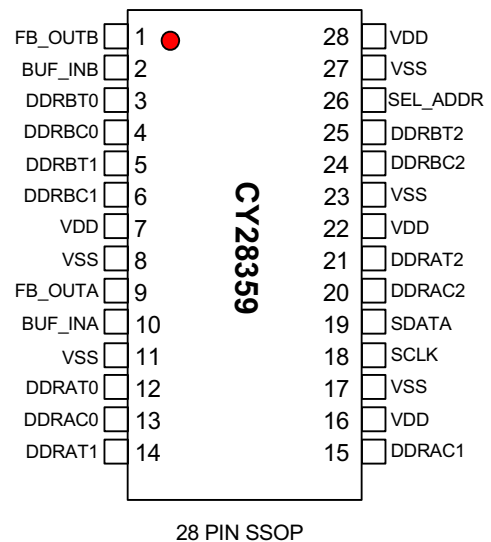 FB_OUTB 1 28 VDD
BUF_INB 2 27 VSS
DDRBT0 3 26 SEL_ADDR
DDRBC0 4 25 DDRBT2
DDRBT1 5 24 DDRBC2
DDRBC1 6 23 VSS
VDD 7 22 VDD
VSS 8 21 DDRAT2
FB_OUTA 9 20 DDRAC2
BUF_INA 10 19 SDATA
VSS 11 18 SCLK
DDRAT0 12 17 VSS
DDRAC0 13 16 VDD
DDRAT1 14 15 DDRAC1
CY28359
28 PIN SSOP